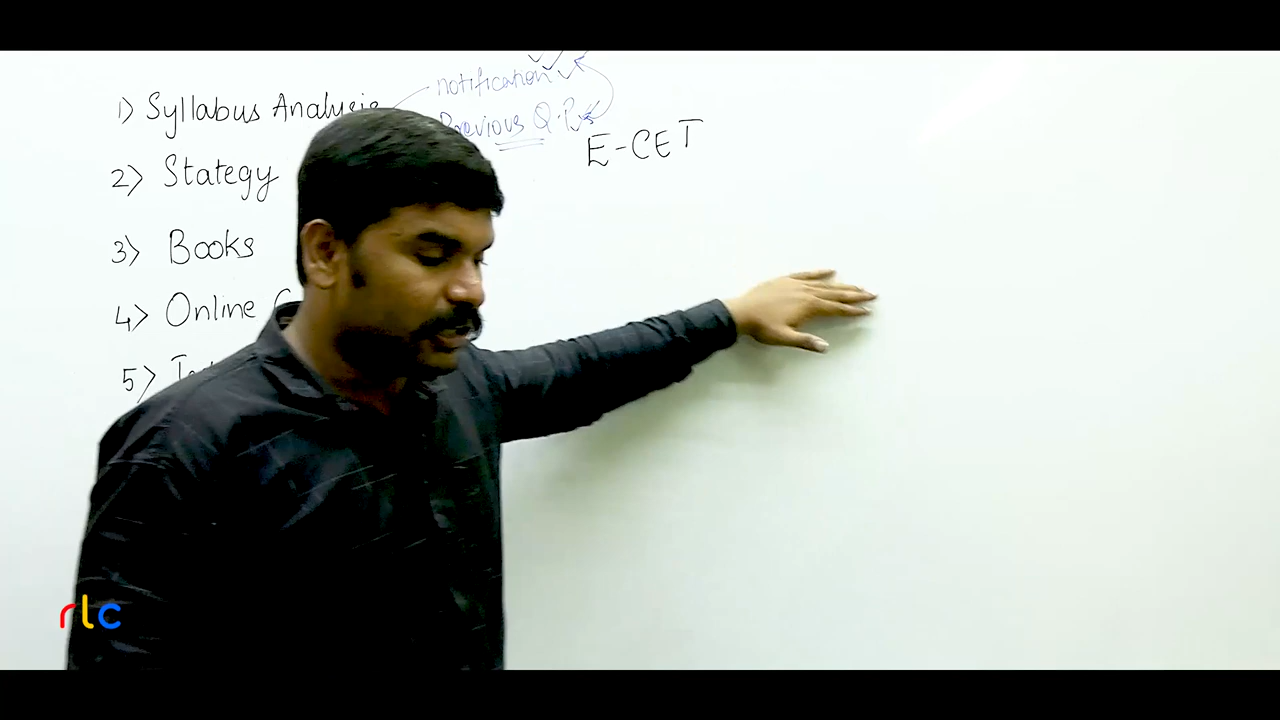 notification
1) Syllabus Analysis
Previous Q.P.s
E-CET
2) Stategy
3) Books
4) Online
5)
rlc